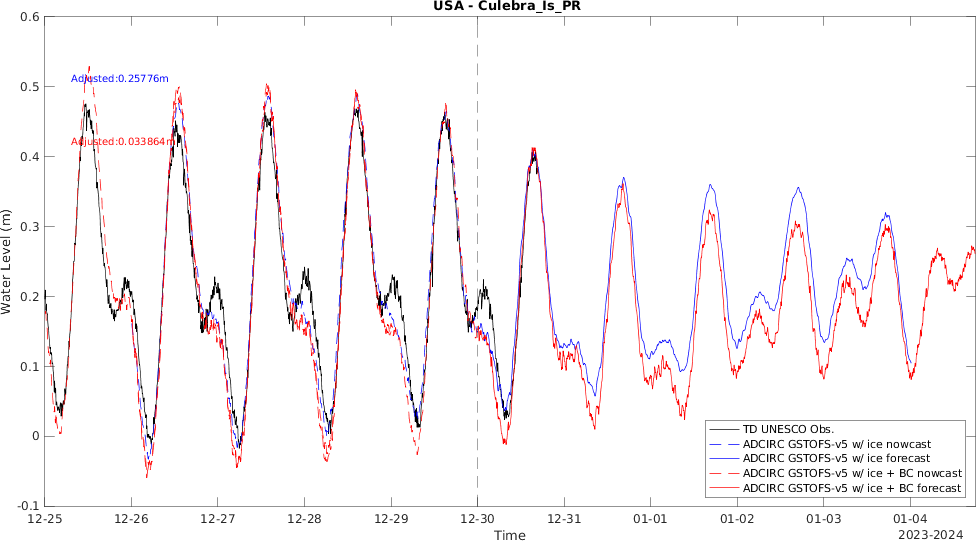 USA - Culebra_Is_PR
Water Level (m)
0.6
0.5
0.4
0.3
0.2
0.1
0
-0.1
Adjusted:0.25776m
Adjusted:0.033864m
TD UNESCO Obs.
ADCIRC GSTOFS-v5 w/ ice nowcast
ADCIRC GSTOFS-v5 w/ ice forecast
ADCIRC GSTOFS-v5 w/ ice + BC nowcast
ADCIRC GSTOFS-v5 w/ ice + BC forecast
12-25 12-26 12-27 12-28 12-29 12-30 12-31 01-01 01-02 01-03 01-04
Time
2023-2024